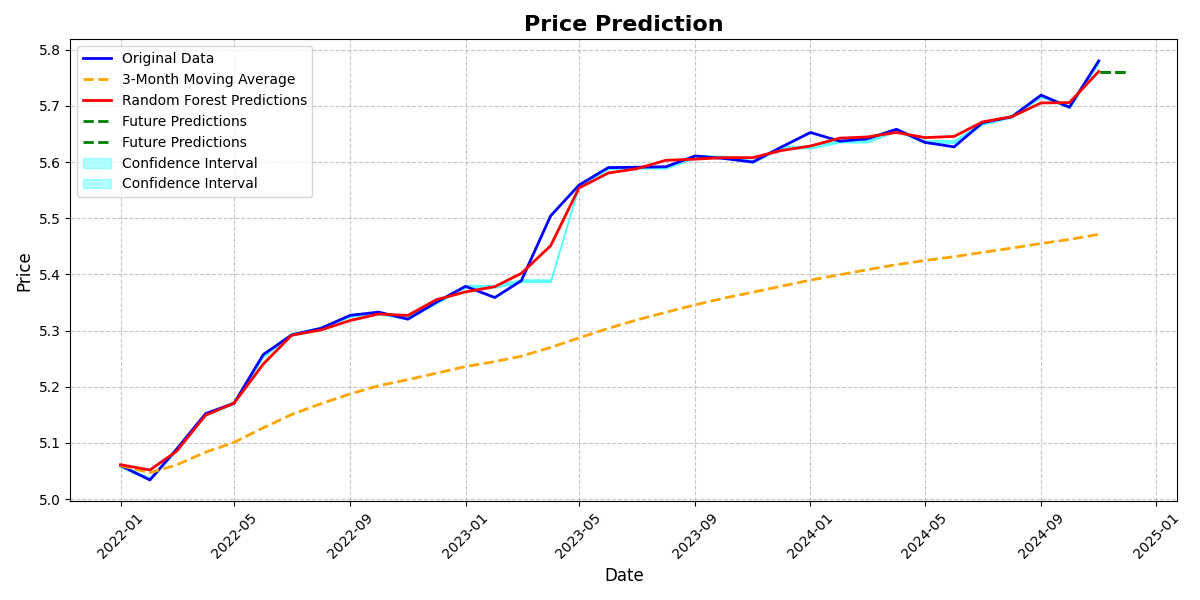 Price Prediction
Original Data
3-Month Moving Average
Random Forest Predictions
Future Predictions
Future Predictions
Confidence Interval
Confidence Interval
Price
5.8
5.7
5.6
5.5
5.4
5.3
5.2
5.1
5.0
2022-01
2022-05
2022-09
2023-01
2023-05
2023-09
2024-01
2024-05
2024-09
2025-01
Date